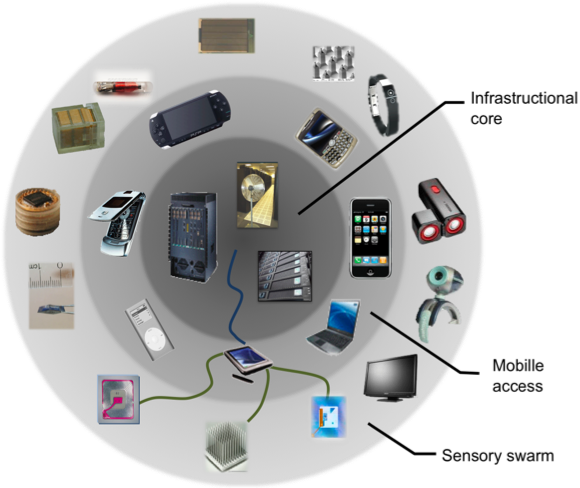 Infrastructional
core
Mobille
access
Sensory swarm